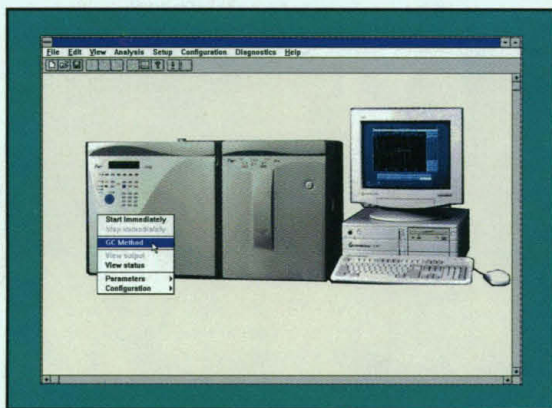 File Edit View Analysis Setup Configuration Diagnostics Help
Start Immediately
Stop immediately
GC Method
View output
View status
Parameters
Configuration